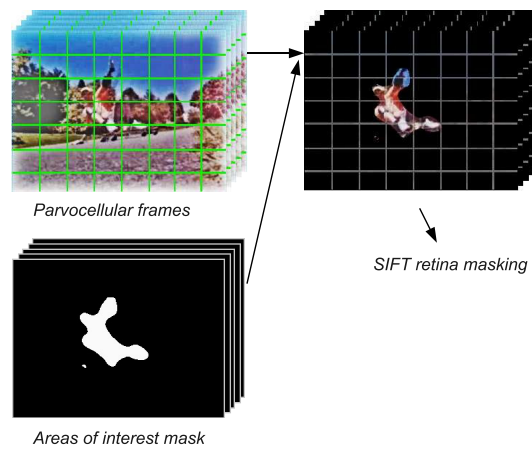 Parvocellular frames
SIFT retina masking
Areas of interest mask